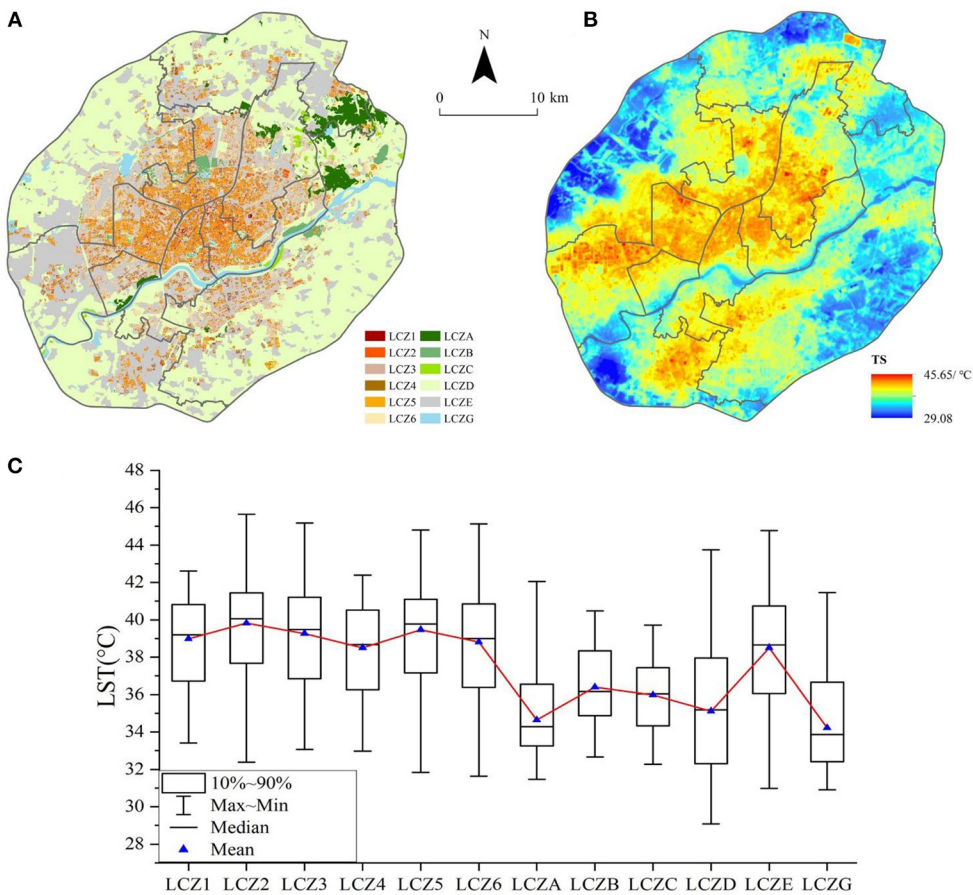 A
N
0 10 km
B
LCZ1 LCZA
LCZ2 LCZB
LCZ3 LCZC
LCZ4 LCZD
LCZ5 LCZE
LCZ6 LCZG
TS
45.65/ °C
29.08
C
LST(°C)
48
46
44
42
40
38
36
34
32
30
28
10%~90%
Max~Min
Median
Mean
LCZ1 LCZ2 LCZ3 LCZ4 LCZ5 LCZ6 LCZA LCZB LCZC LCZD LCZE LCZG